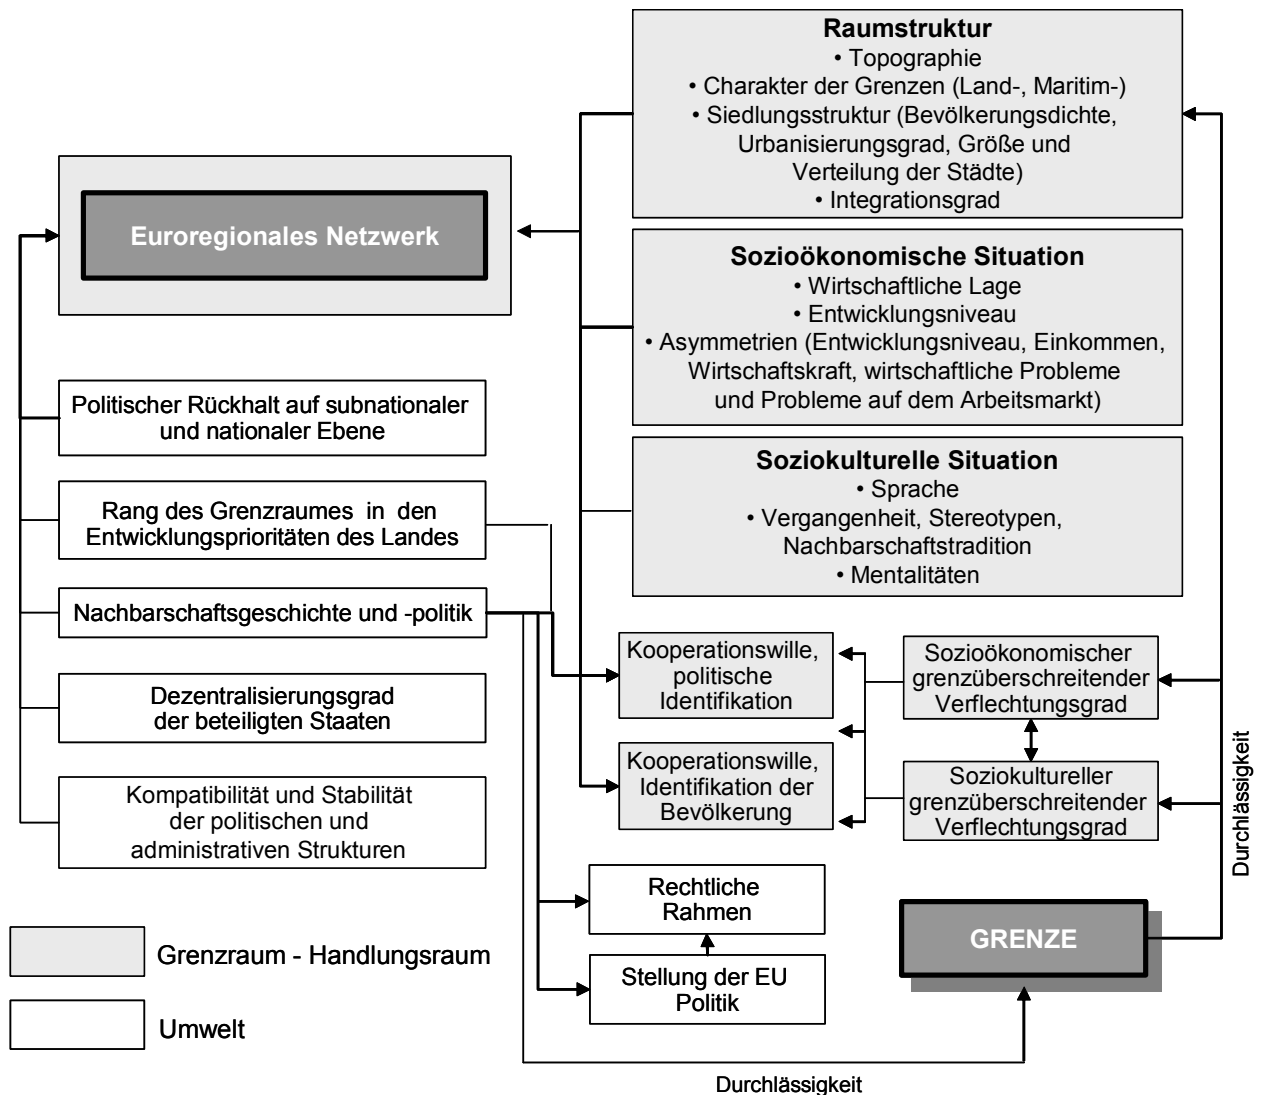 Raumstruktur
• Topographie
• Charakter der Grenzen (Land-, Maritim-)
• Siedlungsstruktur (Bevölkerungsdichte,
Urbanisierungsgrad, Größe und
Verteilung der Städte)
• Integrationsgrad
Euroregionales Netzwerk
Sozioökonomische Situation
• Wirtschaftliche Lage
• Entwicklungsniveau
• Asymmetrien (Entwicklungsniveau, Einkommen,
Wirtschaftskraft, wirtschaftliche Probleme
und Probleme auf dem Arbeitsmarkt)
Politischer Rückhalt auf subnationaler
und nationaler Ebene
Soziokulturelle Situation
• Sprache
• Vergangenheit, Stereotypen,
Nachbarschaftstradition
• Mentalitäten
Rang des Grenzraumes in den
Entwicklungsprioritäten des Landes
Nachbarschaftsgeschichte und -politik
Kooperationswille,
politische
Identifikation
Sozioökonomischer
grenzüberschreitender
Verflechtungsgrad
Dezentralisierungsgrad
der beteiligten Staaten
Kooperationswille,
Identifikation der
Bevölkerung
Soziokultureller
grenzüberschreitender
Verflechtungsgrad
Durchlässigkeit
Kompatibilität und Stabilität
der politischen und
administrativen Strukturen
Rechtliche
Rahmen
GRENZE
Stellung der EU
Politik
Grenzraum - Handlungsraum
Umwelt
Durchlässigkeit